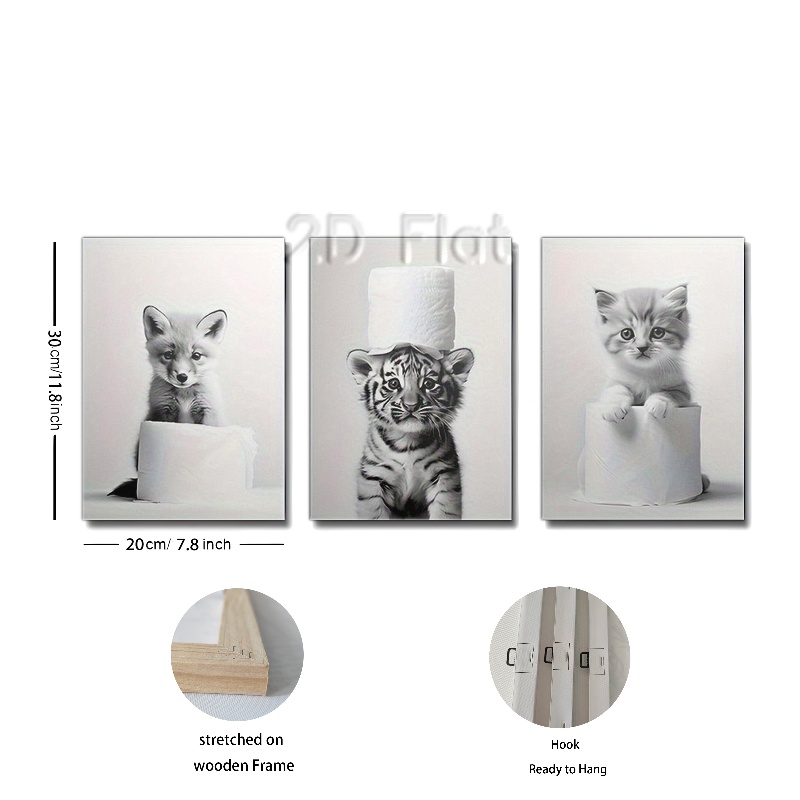 2D Flat
30cm/11.8inch
20cm/ 7.8 inch
stretched on
wooden Frame
Hook
Ready to Hang